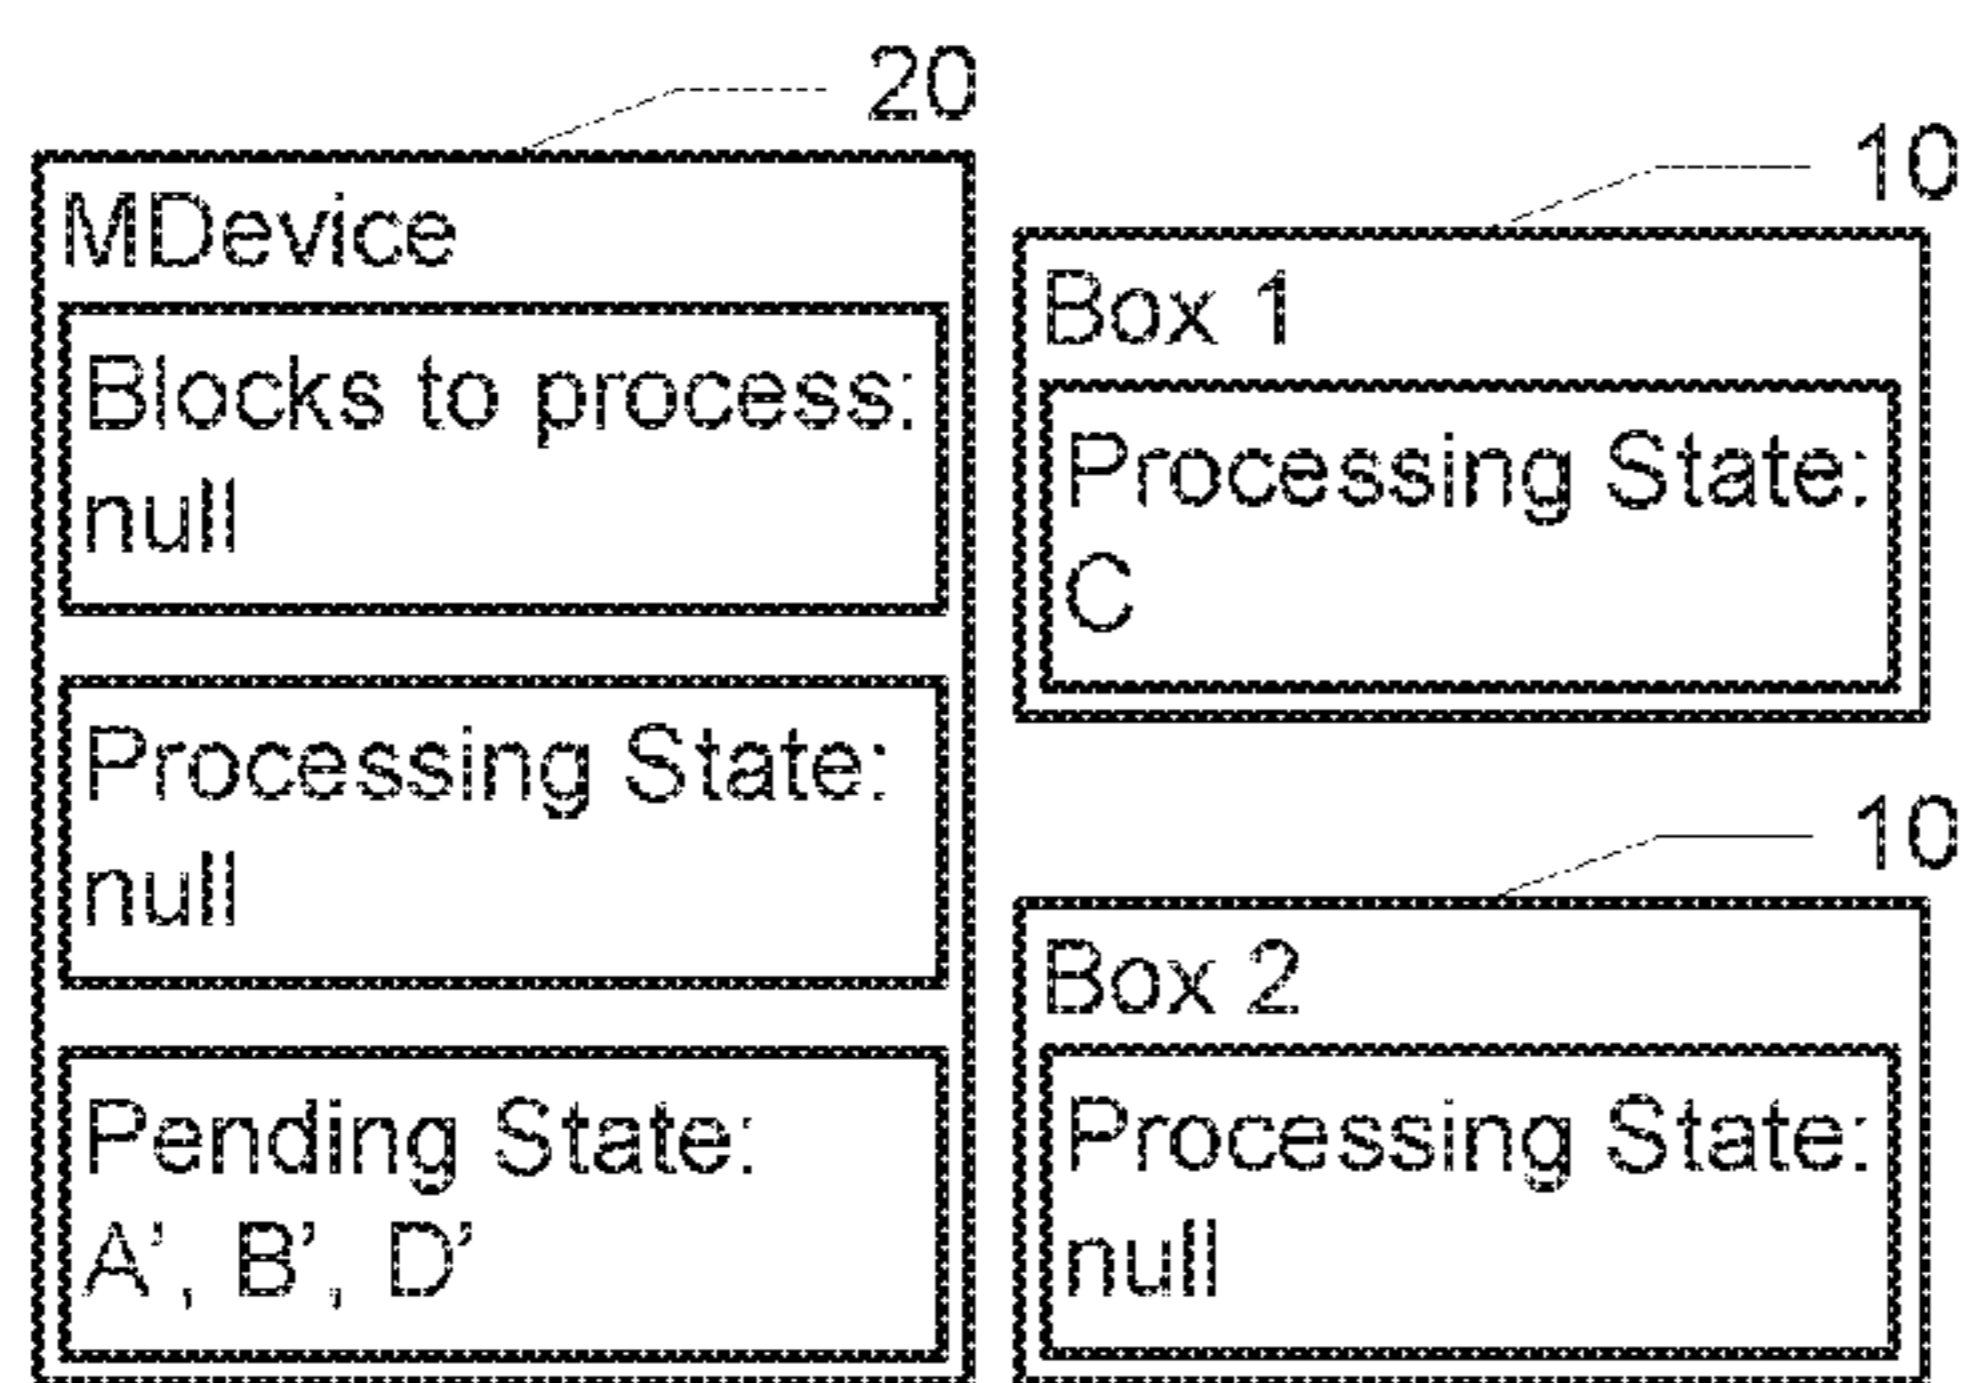 20
MDevice
Blocks to process:
null
Processing State:
null
Pending State:
A’, B’, D’
10
Box 1
Processing State:
C
10
Box 2
Processing State:
null